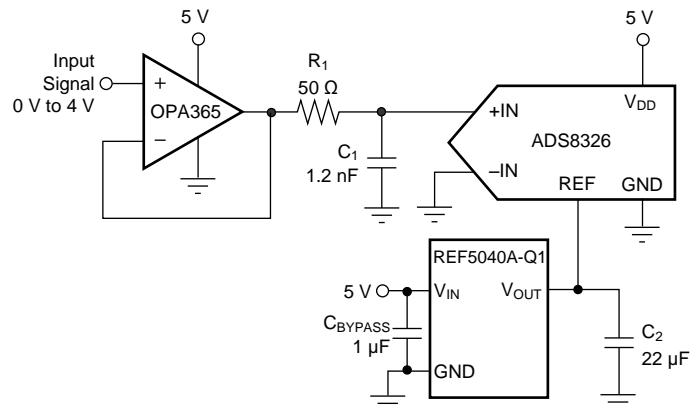 5 V
5 V
Input
Signal
0 V to 4 V
+
OPA365
–
R1
50 Ω
C1
1.2 nF
VDD
+IN
ADS8326
–IN
REF
GND
REF5040A-Q1
5 V
VIN
VOUT
CBYPASS
1 µF
GND
C2
22 µF